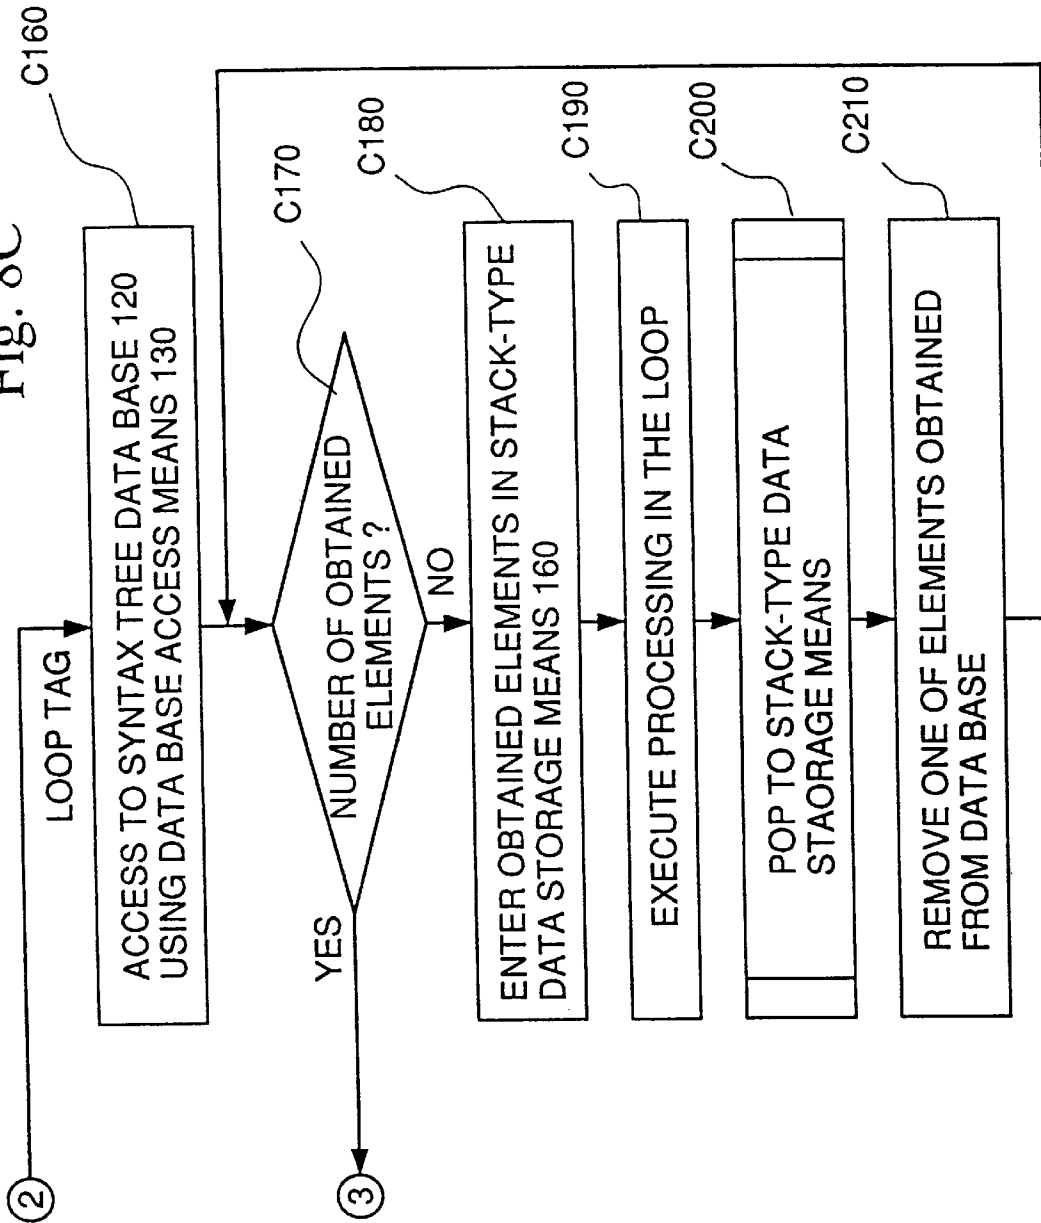 Fig. 8C
2
LOOP TAG
C160
ACCESS TO SYNTAX TREE DATA BASE 120
USING DATA BASE ACCESS MEANS 130
C170
NUMBER OF OBTAINED
ELEMENTS ?
YES
3
NO
C180
ENTER OBTAINED ELEMENTS IN STACK-TYPE
DATA STORAGE MEANS 160
C190
EXECUTE PROCESSING IN THE LOOP
C200
POP TO STACK-TYPE DATA
STAORAGE MEANS
C210
REMOVE ONE OF ELEMENTS OBTAINED
FROM DATA BASE